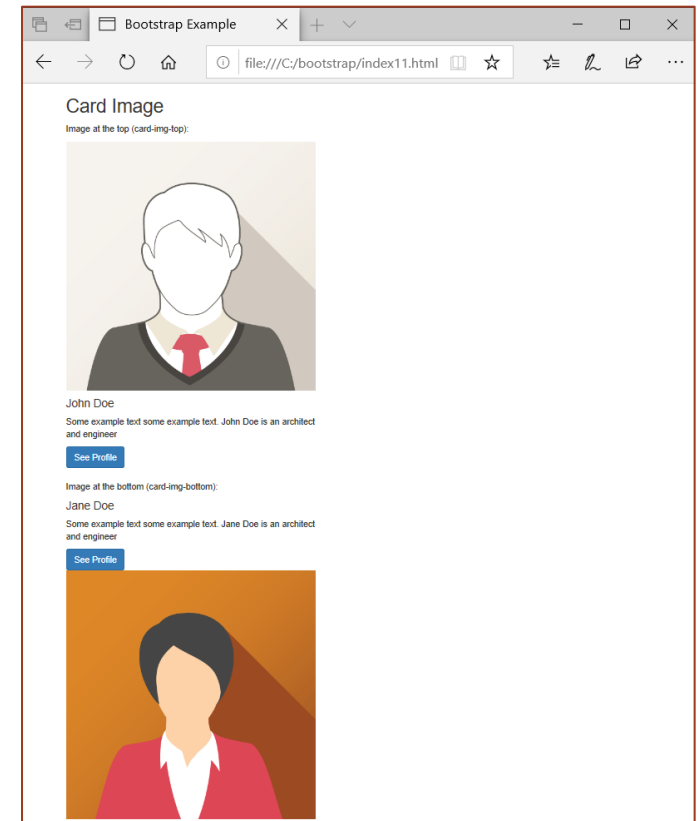 Bootstrap Example
file:///C:/bootstrap/index11.html
Card Image
Image at the top (card-img-top):
John Doe
Some example text some example text. John Doe is an architect
and engineer
See Profile
Image at the bottom (card-img-bottom):
Jane Doe
Some example text some example text. Jane Doe is an architect
and engineer
See Profile